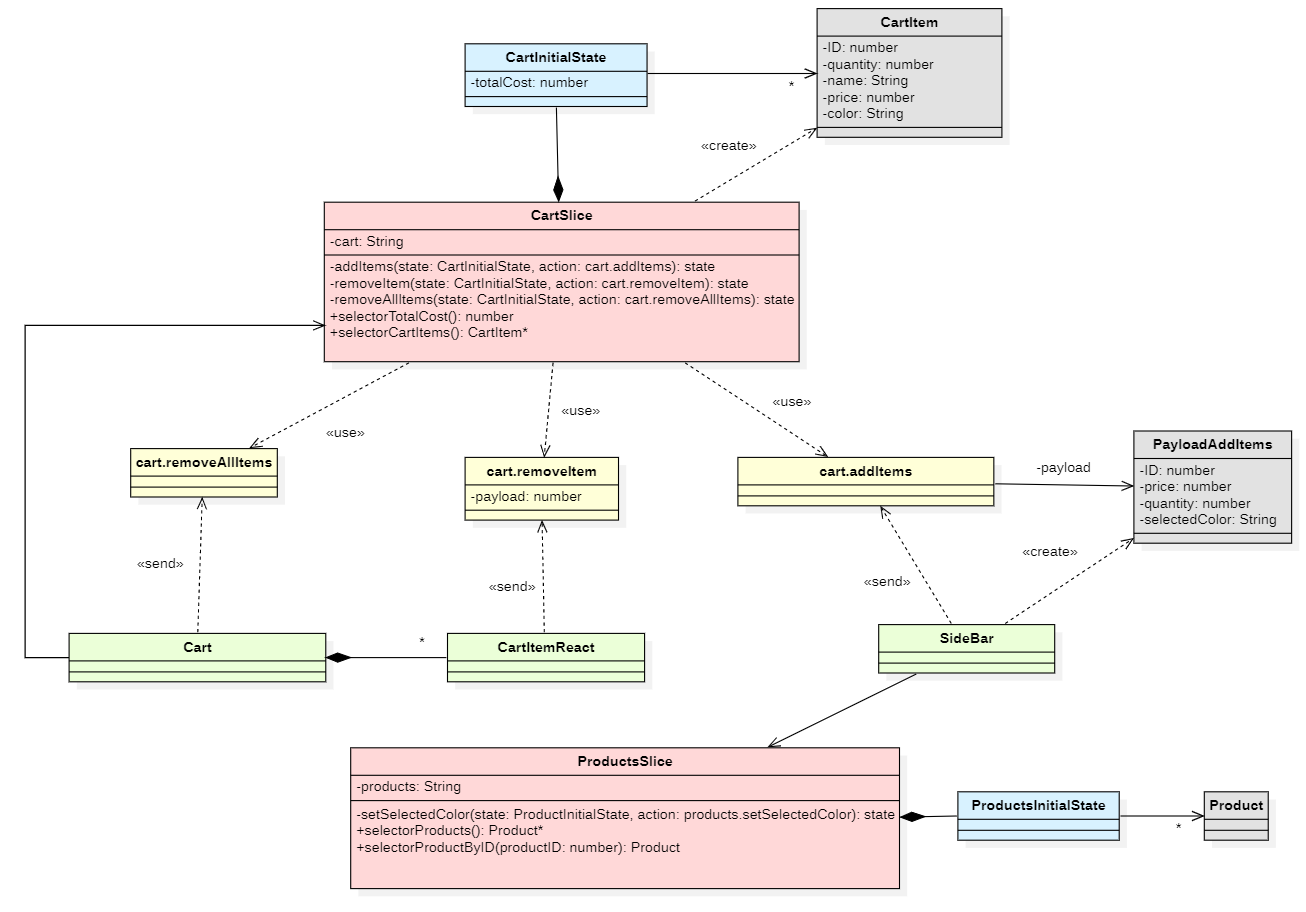 CartItem
-ID: number
-quantity: number
-name: String
-price: number
-color: String
CartInitialState
-totalCost: number
*
«create»
CartSlice
-cart: String
-addItems(state: CartInitialState, action: cart.addItems): state
-removeItem(state: CartInitialState, action: cart.removeItem): state
-removeAllItems(state: CartInitialState, action: cart.removeAllItems): state
+selectorTotalCost(): number
+selectorCartItems(): CartItem*
«use»
«use»
«use»
cart.removeAllItems
cart.removeItem
-payload: number
cart.addItems
-payload
PayloadAddItems
-ID: number
-price: number
-quantity: number
-selectedColor: String
«send»
«send»
«send»
«create»
Cart
*
CartItemReact
SideBar
ProductsSlice
-products: String
-setSelectedColor(state: ProductInitialState, action: products.setSelectedColor): state
+selectorProducts(): Product*
+selectorProductByID(productID: number): Product
ProductsInitialState
*
Product